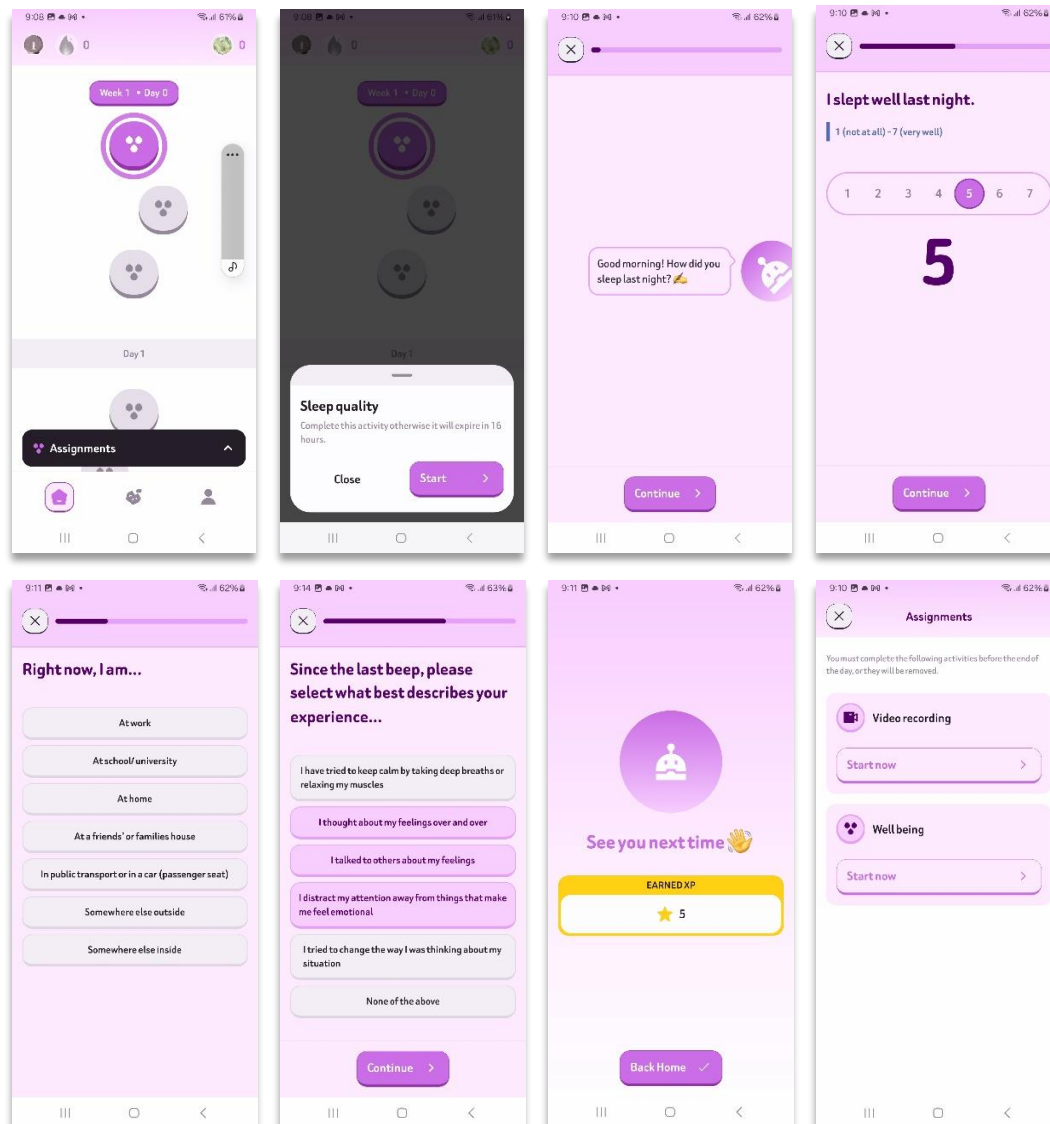 9:08
61%
0
0
Week 1 • Day 0
Day 1
Assignments
9:08
61%
0
0
Week 1 • Day 0
Day 1
Sleep quality
Complete this activity otherwise it will expire in 16
hours.
Close
Start
9:10
62%
Good morning! How did you
sleep last night?✍️
Continue
9:10
62%
I slept well last night.
1 (not at all) - 7 (very well)
1 2 3 4 5 6 7
5
Continue
9:11
62%
Right now, I am...
At work
At school/ university
At home
At a friends' or families house
In public transport or in a car (passenger seat)
Somewhere else outside
Somewhere else inside
9:14
63%
Since the last beep, please
select what best describes your
experience...
I have tried to keep calm by taking deep breaths or
relaxing my muscles
I thought about my feelings over and over
I talked to others about my feelings
I distract my attention away from things that make
me feel emotional
I tried to change the way I was thinking about my
situation
None of the above
Continue
9:11
62%
See you next time👋
EARNED XP
5
Back Home
9:10
62%
Assignments
You must complete the following activities before the end of
the day, or they will be removed.
Video recording
Start now
Well being
Start now